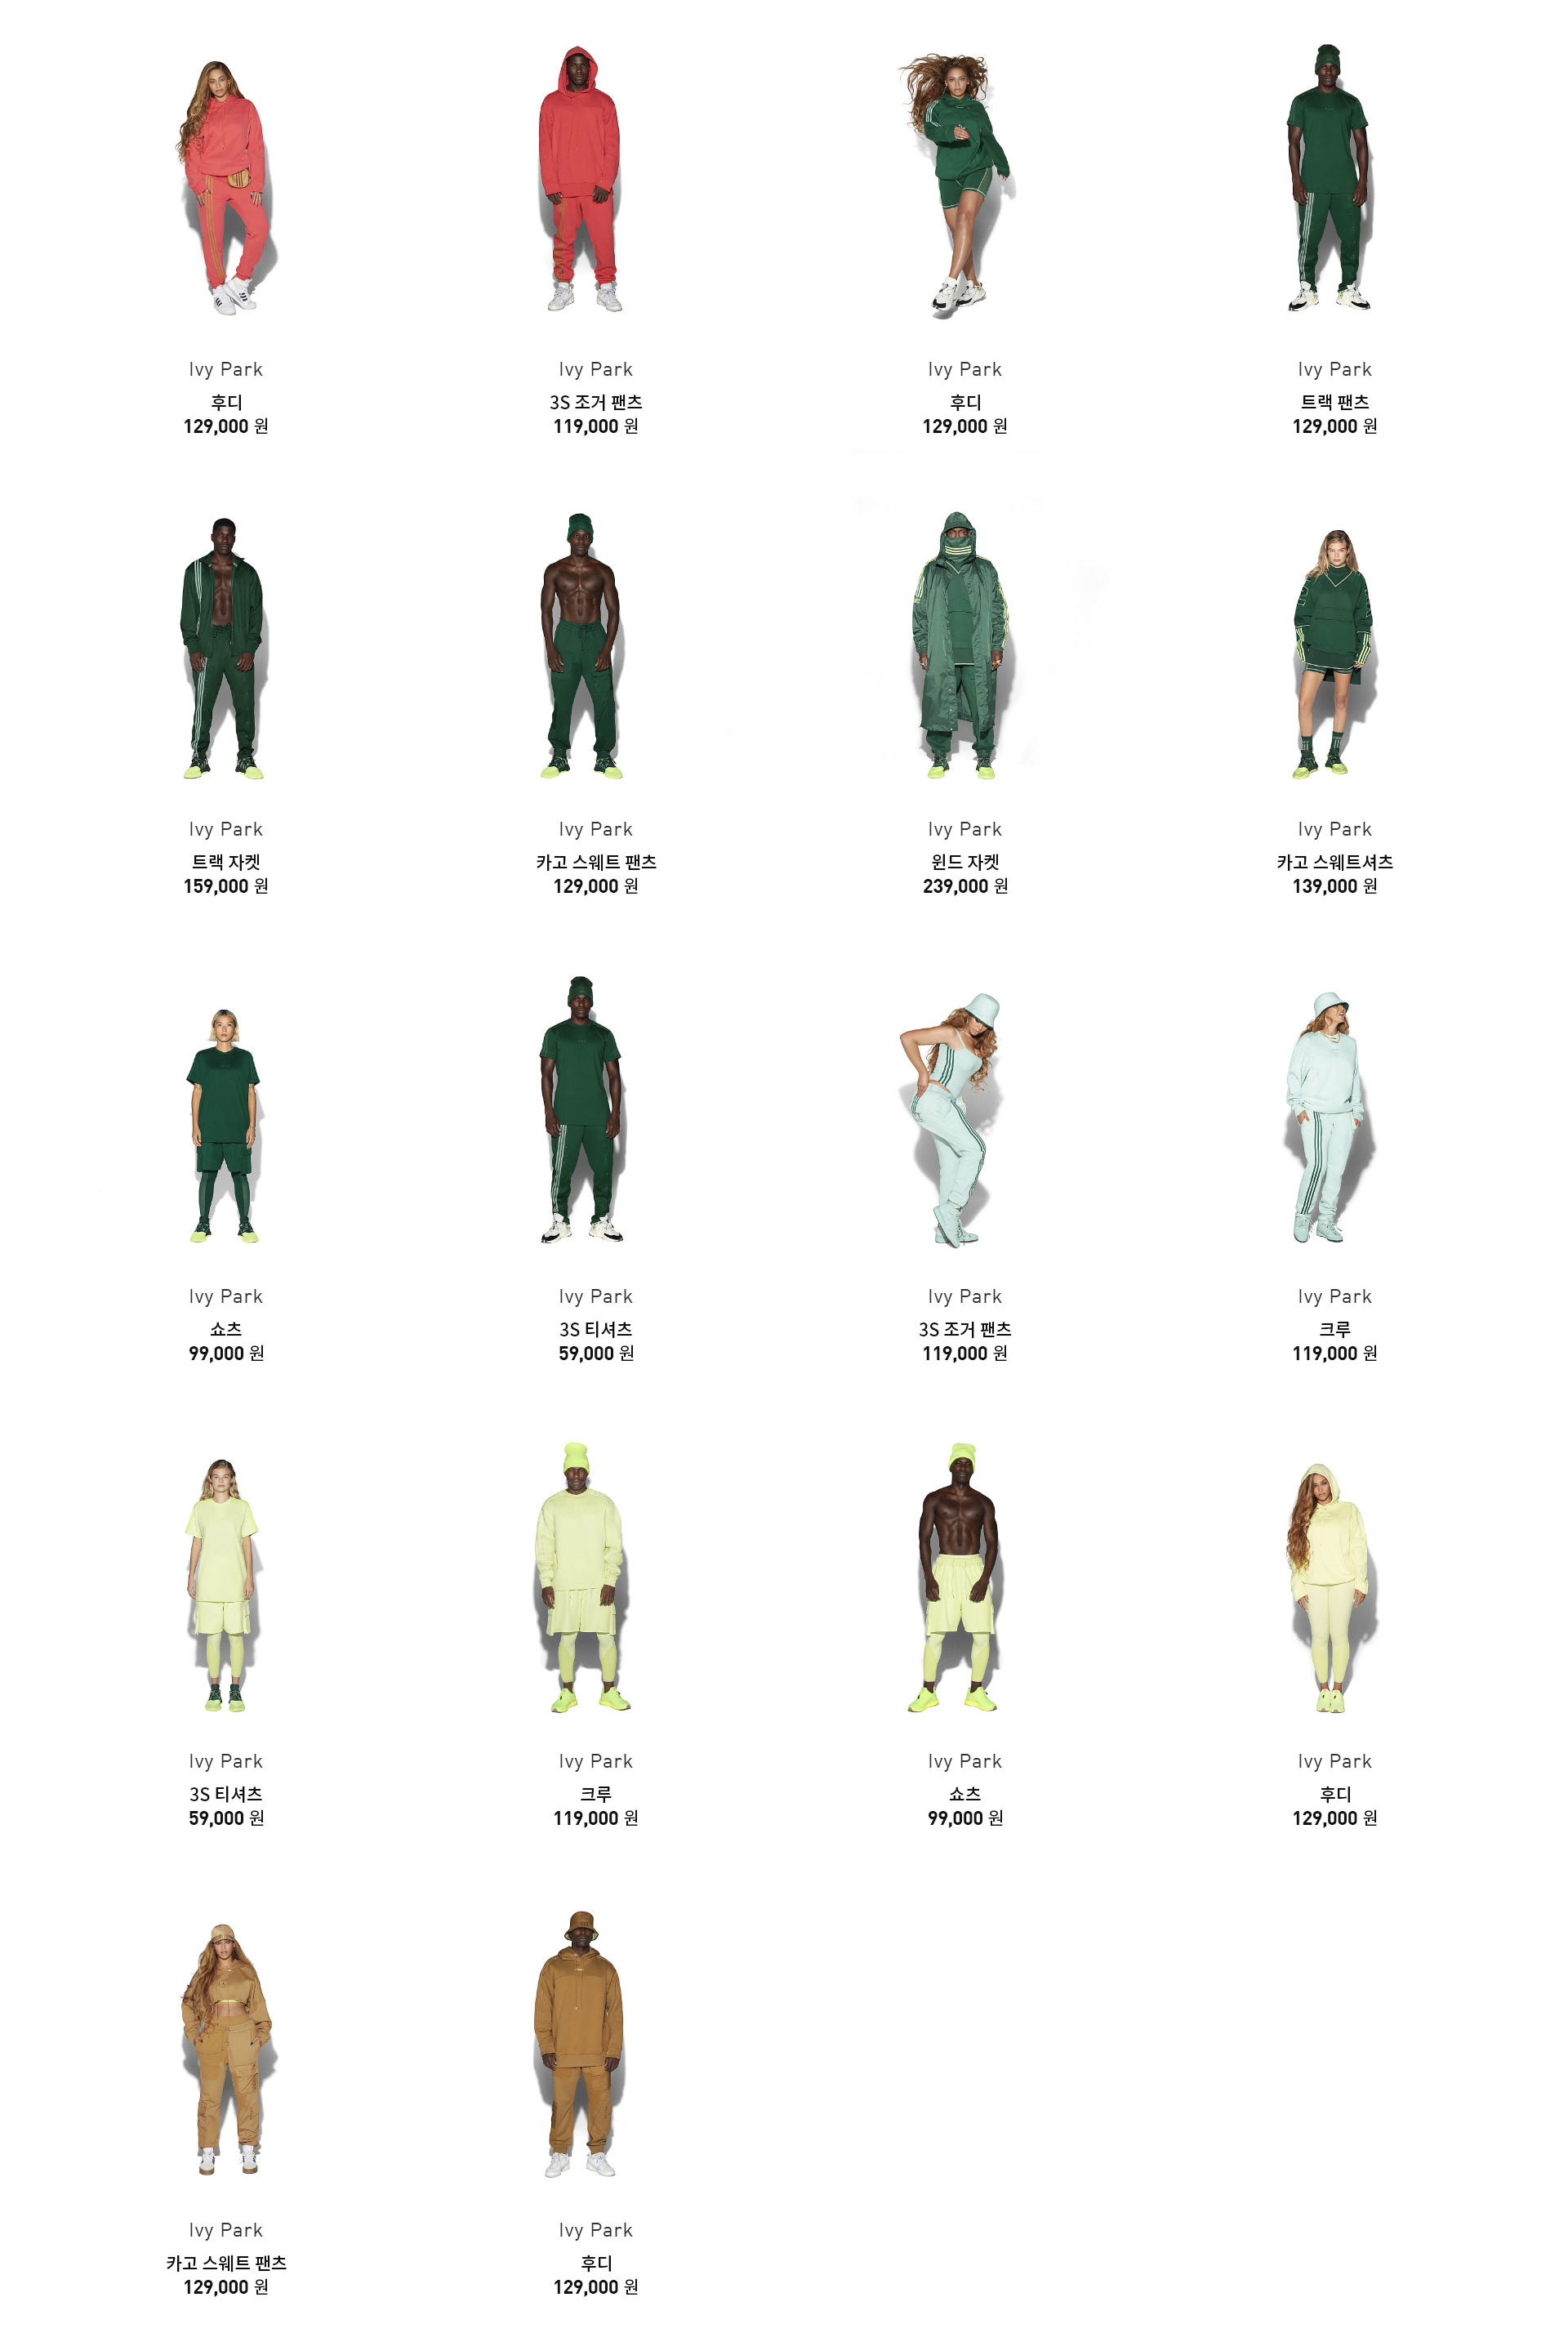 Ivy Park
후디
129,000 원
Ivy Park
3S 조거 팬츠
119,000 원
Ivy Park
후디
129,000 원
Ivy Park
트랙 팬츠
129,000 원
Ivy Park
트랙 자켓
159,000 원
Ivy Park
카고 스웨트 팬츠
129,000 원
Ivy Park
윈드 자켓
239,000 원
Ivy Park
카고 스웨트셔츠
139,000 원
Ivy Park
쇼츠
99,000 원
Ivy Park
3S 티셔츠
59,000 원
Ivy Park
3S 조거 팬츠
119,000 원
Ivy Park
크루
119,000 원
Ivy Park
3S 티셔츠
59,000 원
Ivy Park
크루
119,000 원
Ivy Park
쇼츠
99,000 원
Ivy Park
후디
129,000 원
Ivy Park
카고 스웨트 팬츠
129,000 원
Ivy Park
후디
129,000 원